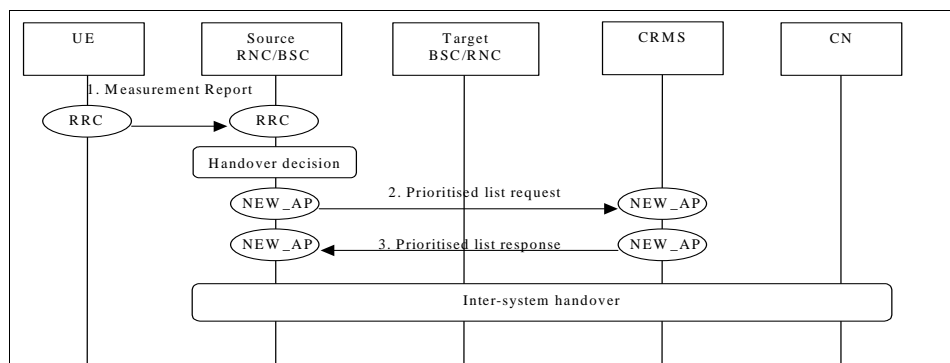 UE
Source
RNC/BSC
Target
BSC/RNC
CRMS
CN
1. Measurement Report
RRC
RRC
Handover decision
2. Prioritised list request
NEW_AP
NEW_AP
3. Prioritised list response
NEW_AP
NEW_AP
Inter-system handover